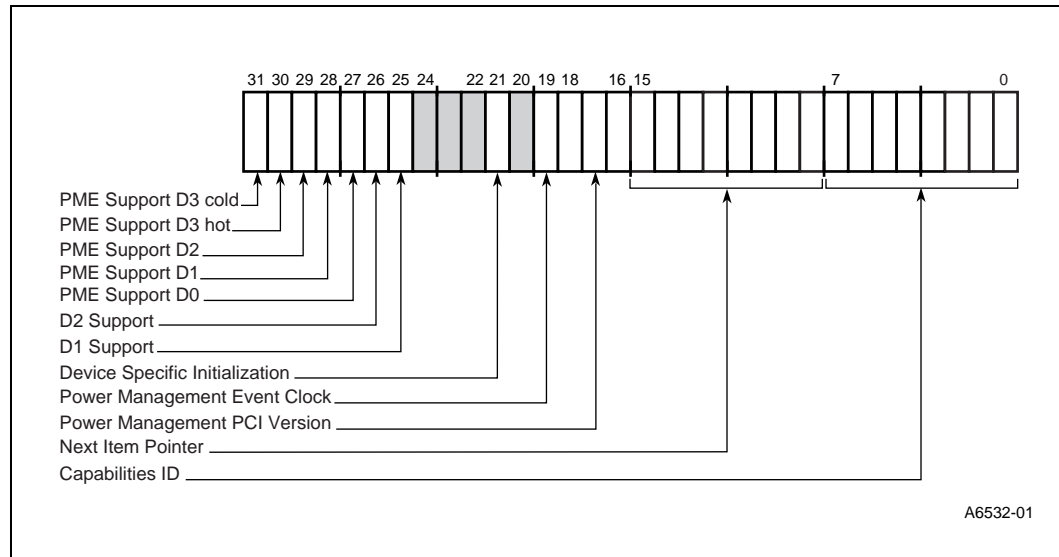 31 30 29 28 27 26 25 24 22 21 20 19 18 16 15 7 0
PME Support D3 cold
PME Support D3 hot
PME Support D2
PME Support D1
PME Support D0
D2 Support
D1 Support
Device Specific Initialization
Power Management Event Clock
Power Management PCI Version
Next Item Pointer
Capabilities ID
A6532-01